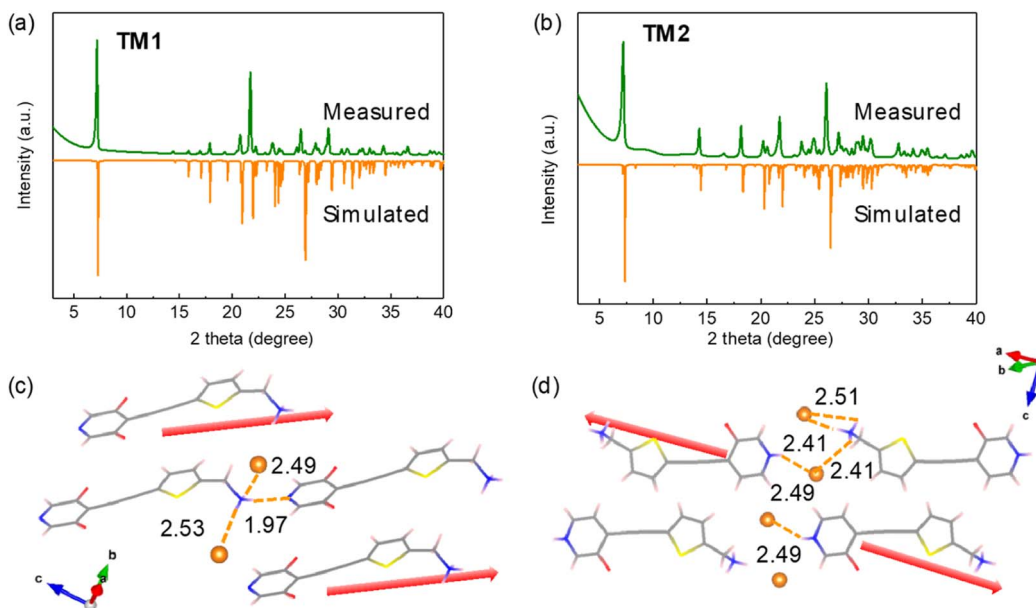 (a)
TM1
Measured
Simulated
Intensity (a.u.)
5 10 15 20 25 30 35 40
2 theta (degree)
(b)
TM2
Measured
Simulated
Intensity (a.u.)
5 10 15 20 25 30 35 40
2 theta (degree)
(c)
2.49
2.53
1.97
c
a
b
(d)
a
b
c
2.51
2.41
2.41
2.49
2.49